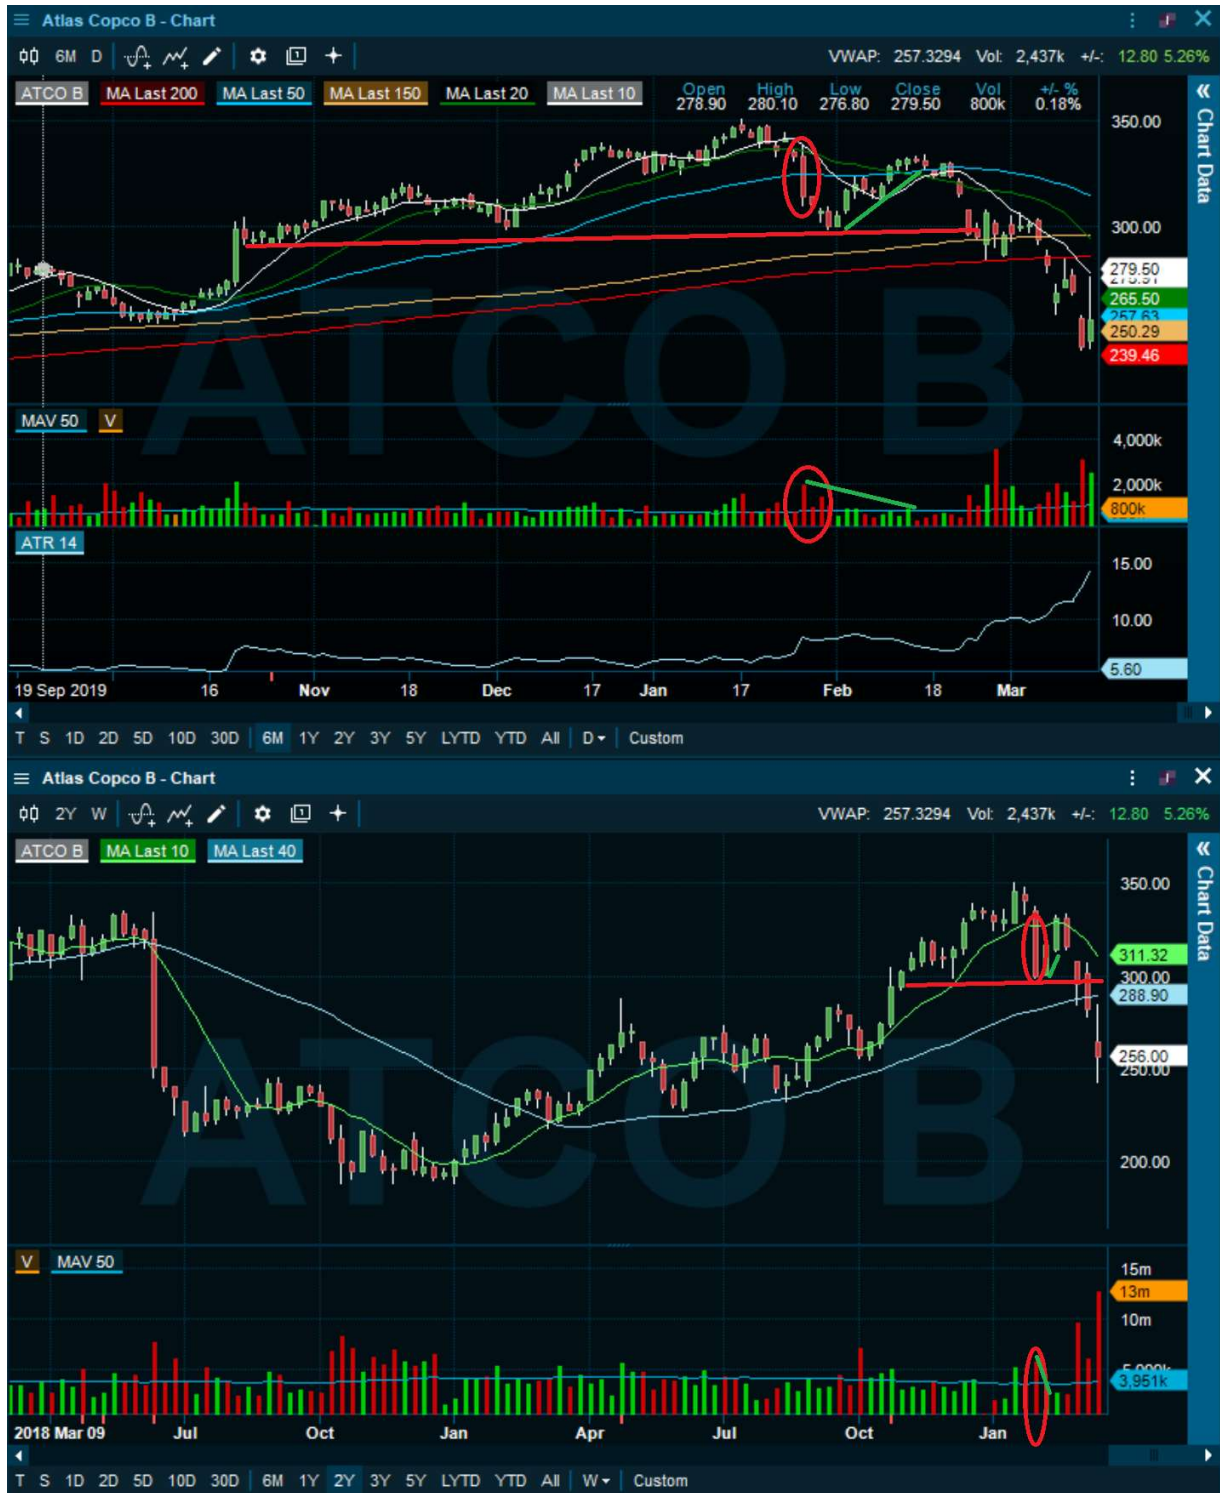 Atlas Copco B - Chart
6M D VWAP: 257.3294 Vol: 2,437k +/-: 12.80 5.26%
ATCO B MA Last 200 MA Last 50 MA Last 150 MA Last 20 MA Last 10 Open High Low Close Vol +/- %
278.90 280.10 276.80 279.50 800k 0.18%
Chart Data
350.00
300.00
279.50
265.50
257.63
250.29
239.46
ATCO B
MAV 50 V
4,000k
2,000k
800k
ATR 14
15.00
10.00
5.60
19 Sep 2019 16 Nov 18 Dec 17 Jan 17 Feb 18 Mar
T S 1D 2D 5D 10D 30D 6M 1Y 2Y 3Y 5Y LYTD YTD All D Custom
Atlas Copco B - Chart
2Y W VWAP: 257.3294 Vol: 2,437k +/-: 12.80 5.26%
ATCO B MA Last 10 MA Last 40
Chart Data
350.00
311.32
300.00
288.90
256.00
250.00
200.00
ATCO B
V MAV 50
15m
13m
10m
5,000k
3,951k
2018 Mar 09 Jul Oct Jan Apr Jul Oct Jan
T S 1D 2D 5D 10D 30D 6M 1Y 2Y 3Y 5Y LYTD YTD All W Custom